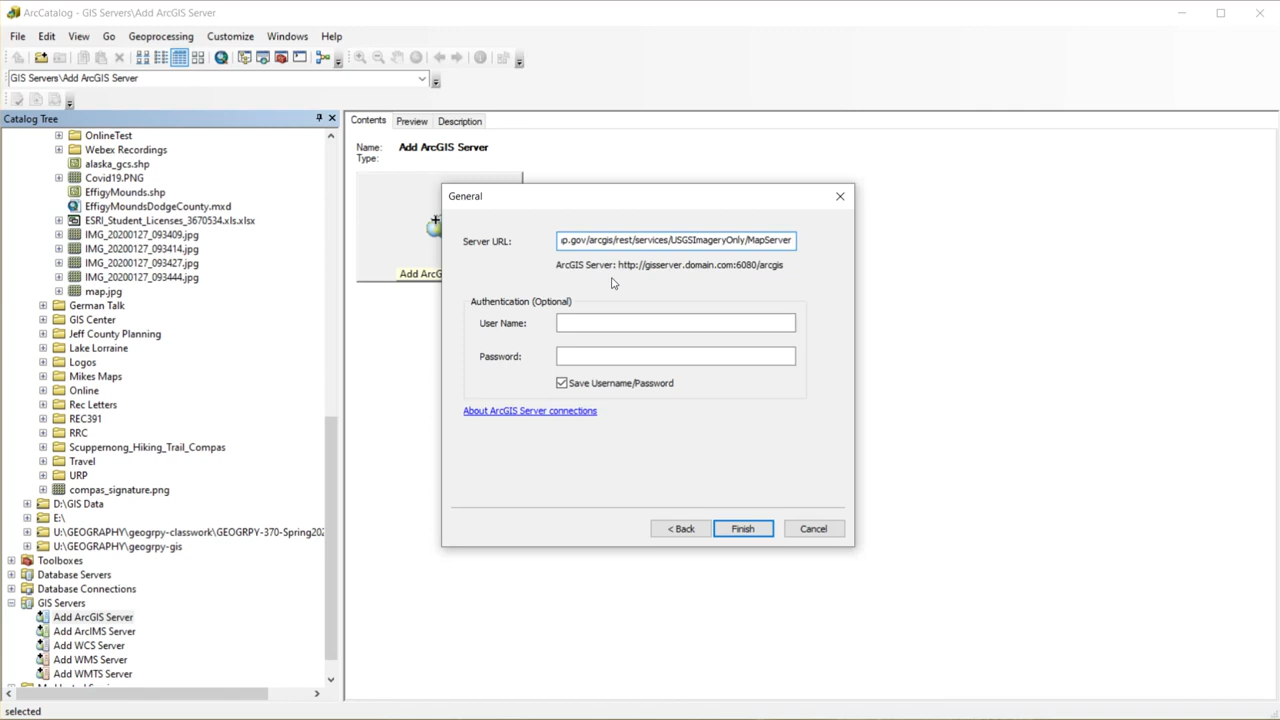 ArcCatalog - GIS Servers\Add ArcGIS Server
File Edit View Go Geoprocessing Customize Windows Help
GIS Servers\Add ArcGIS Server
Catalog Tree
OnlineTest
Webex Recordings
alaska_gcs.shp
Covid19.PNG
EffigyMounds.shp
EffigyMoundsDodgeCounty.mxd
ESRI_Student_Licenses_3670534.xls.xlsx
IMG_20200127_093409.jpg
IMG_20200127_093414.jpg
IMG_20200127_093427.jpg
IMG_20200127_093444.jpg
map.jpg
German Talk
GIS Center
Jeff County Planning
Lake Lorraine
Logos
Mikes Maps
Online
Rec Letters
REC391
RRC
Scuppernong_Hiking_Trail_Compas
Travel
URP
compas_signature.png
D:\GIS Data
E:\
U:\GEOGRAPHY\geogrpy-classwork\GEOGRPY-370-Spring202
U:\GEOGRAPHY\geogrpy-gis
Toolboxes
Database Servers
Database Connections
GIS Servers
Add ArcGIS Server
Add ArcIMS Server
Add WCS Server
Add WMS Server
Add WMTS Server
selected
Contents Preview Description
Name: Add ArcGIS Server
Type:
Add ArcG
General
Server URL: .gov/arcgis/rest/services/USGSImageryOnly/MapServer
ArcGIS Server: http://gisserver.domain.com:6080/arcgis
Authentication (Optional)
User Name:
Password:
Save Username/Password
About ArcGIS Server connections
< Back Finish Cancel